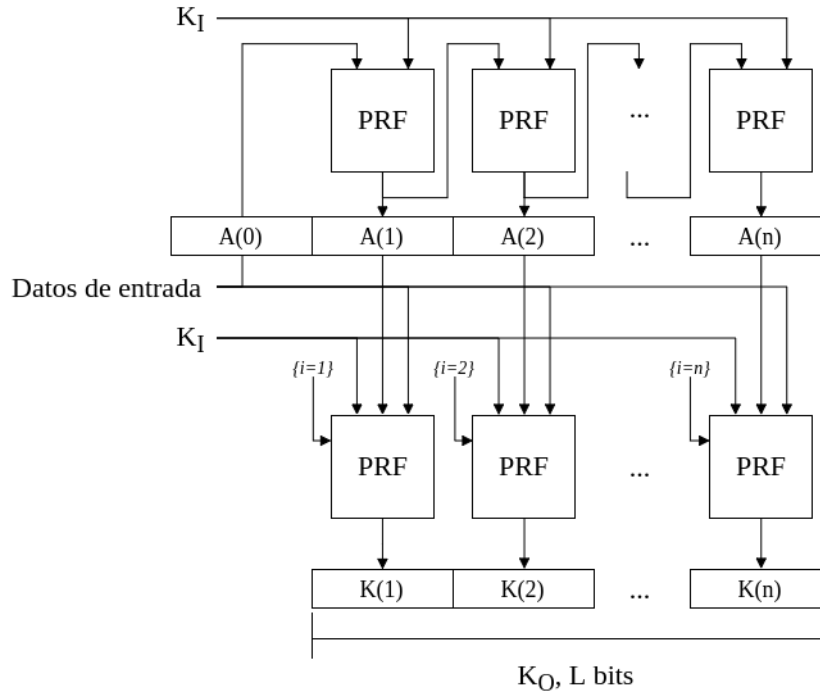 K_I
PRF PRF ... PRF
A(0) A(1) A(2) ... A(n)
Datos de entrada
K_I
{i=1} {i=2} {i=n}
PRF PRF ... PRF
K(1) K(2) ... K(n)
K_O, L bits